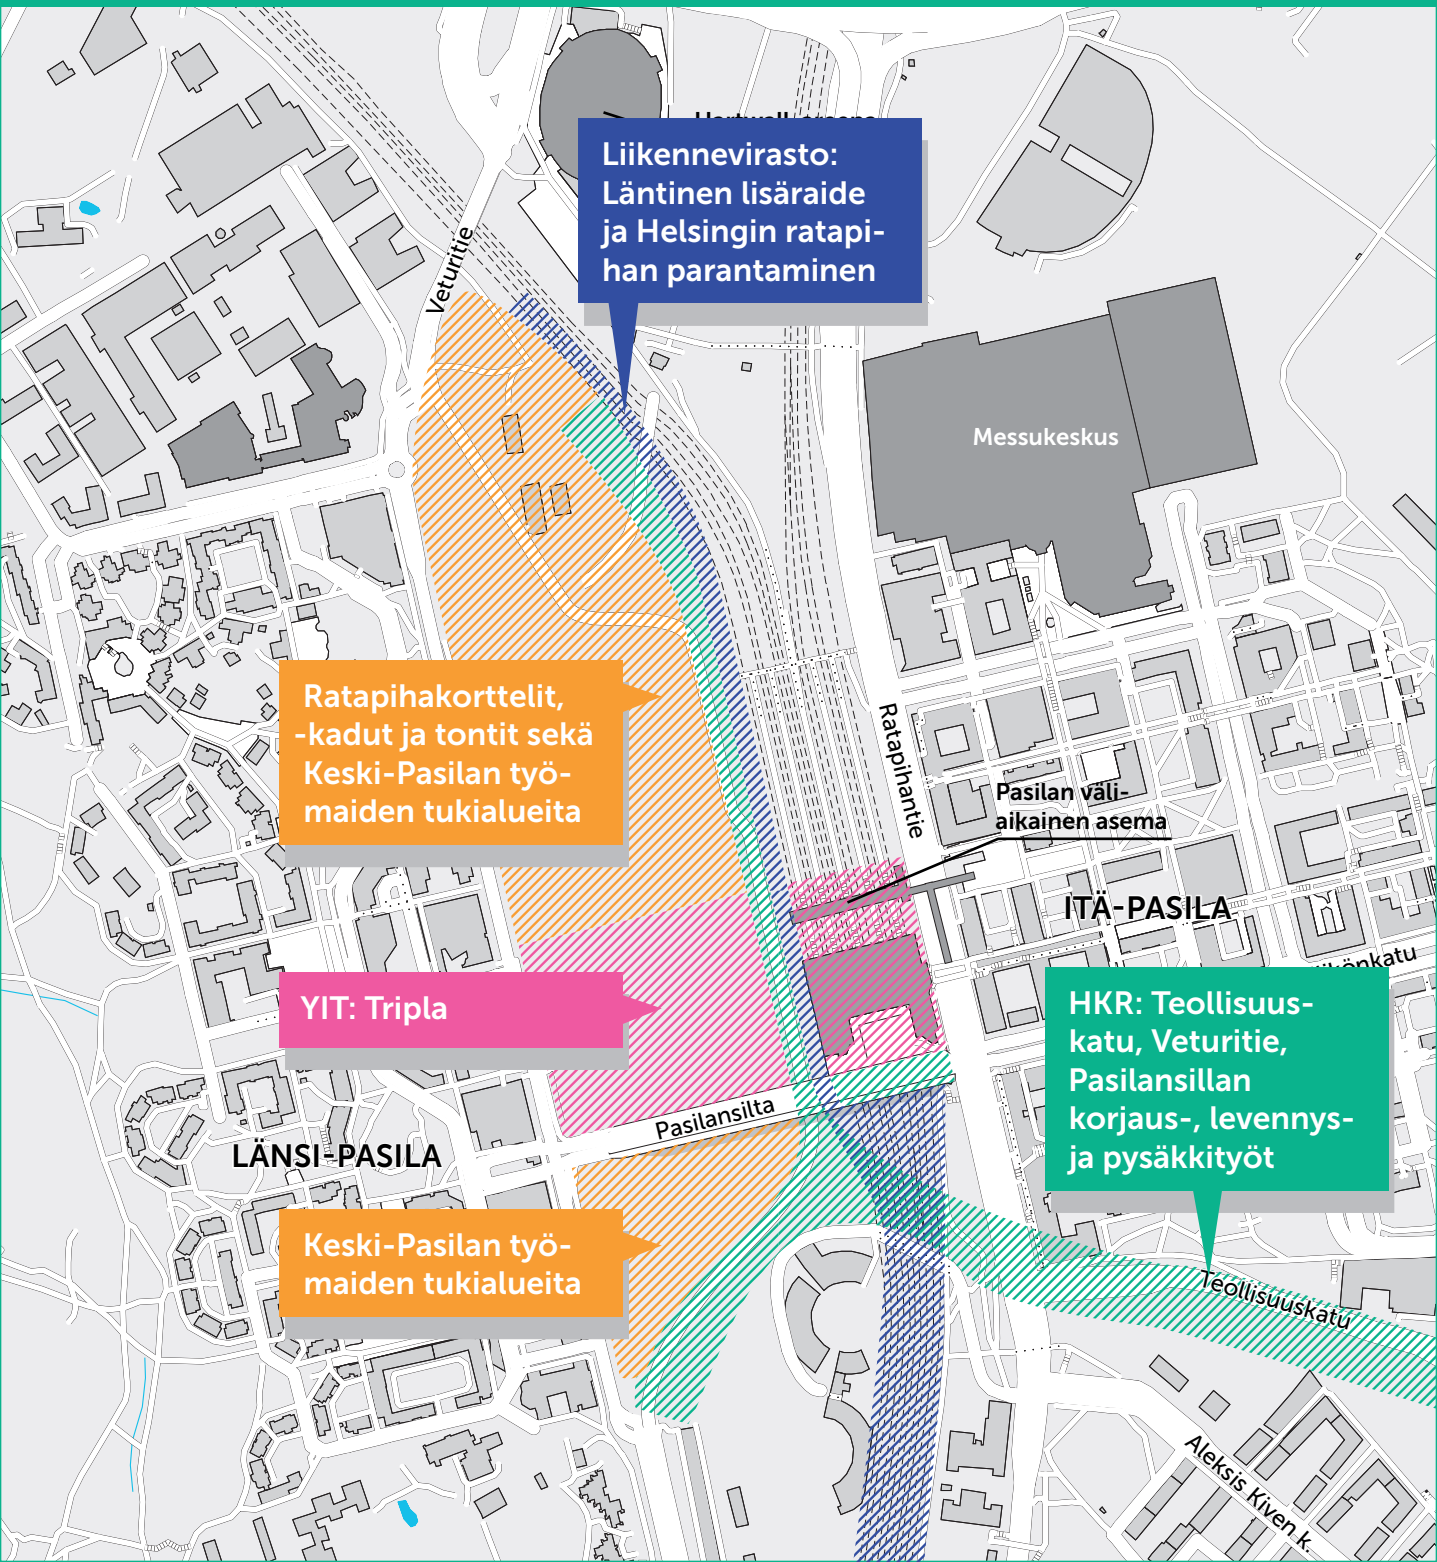 Liikennevirasto:
Läntinen lisäraide
ja Helsingin ratapi-
han parantaminen
Veturitie
Messukeskus
Ratapihakorttelit,
-kadut ja tontit sekä
Keski-Pasilan työ-
maiden tukialueita
Ratapihantie
Pasilan väli-
aikainen asema
ITÄ-PASILA
YIT: Tripla
HKR: Teollisuus-
katu, Veturitie,
Pasilansillan
korjaus-, levennys-
ja pysäkkityöt
Pasilansilta
LÄNSI-PASILA
Keski-Pasilan työ-
maiden tukialueita
Teollisuuskatu
Aleksis Kiven k.